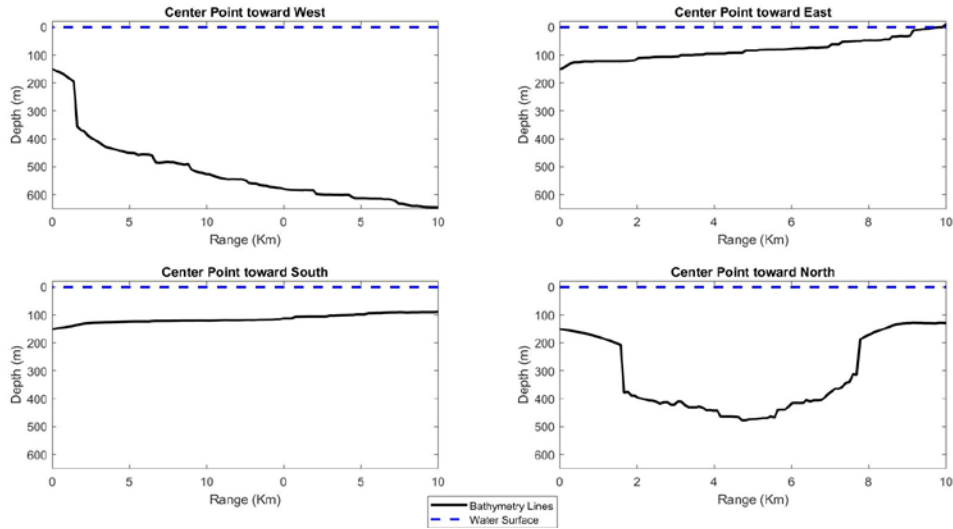 Center Point toward West
0
100
200
300
400
500
600
Depth (m)
0 5 10 0 5 10
Range (Km)
Center Point toward East
0
100
200
300
400
500
600
Depth (m)
0 2 4 6 8 10
Range (Km)
Center Point toward South
0
100
200
300
400
500
600
Depth (m)
0 5 10 0 5 10
Range (Km)
Center Point toward North
0
100
200
300
400
500
600
Depth (m)
0 2 4 6 8 10
Range (Km)
Bathymetry Lines
Water Surface